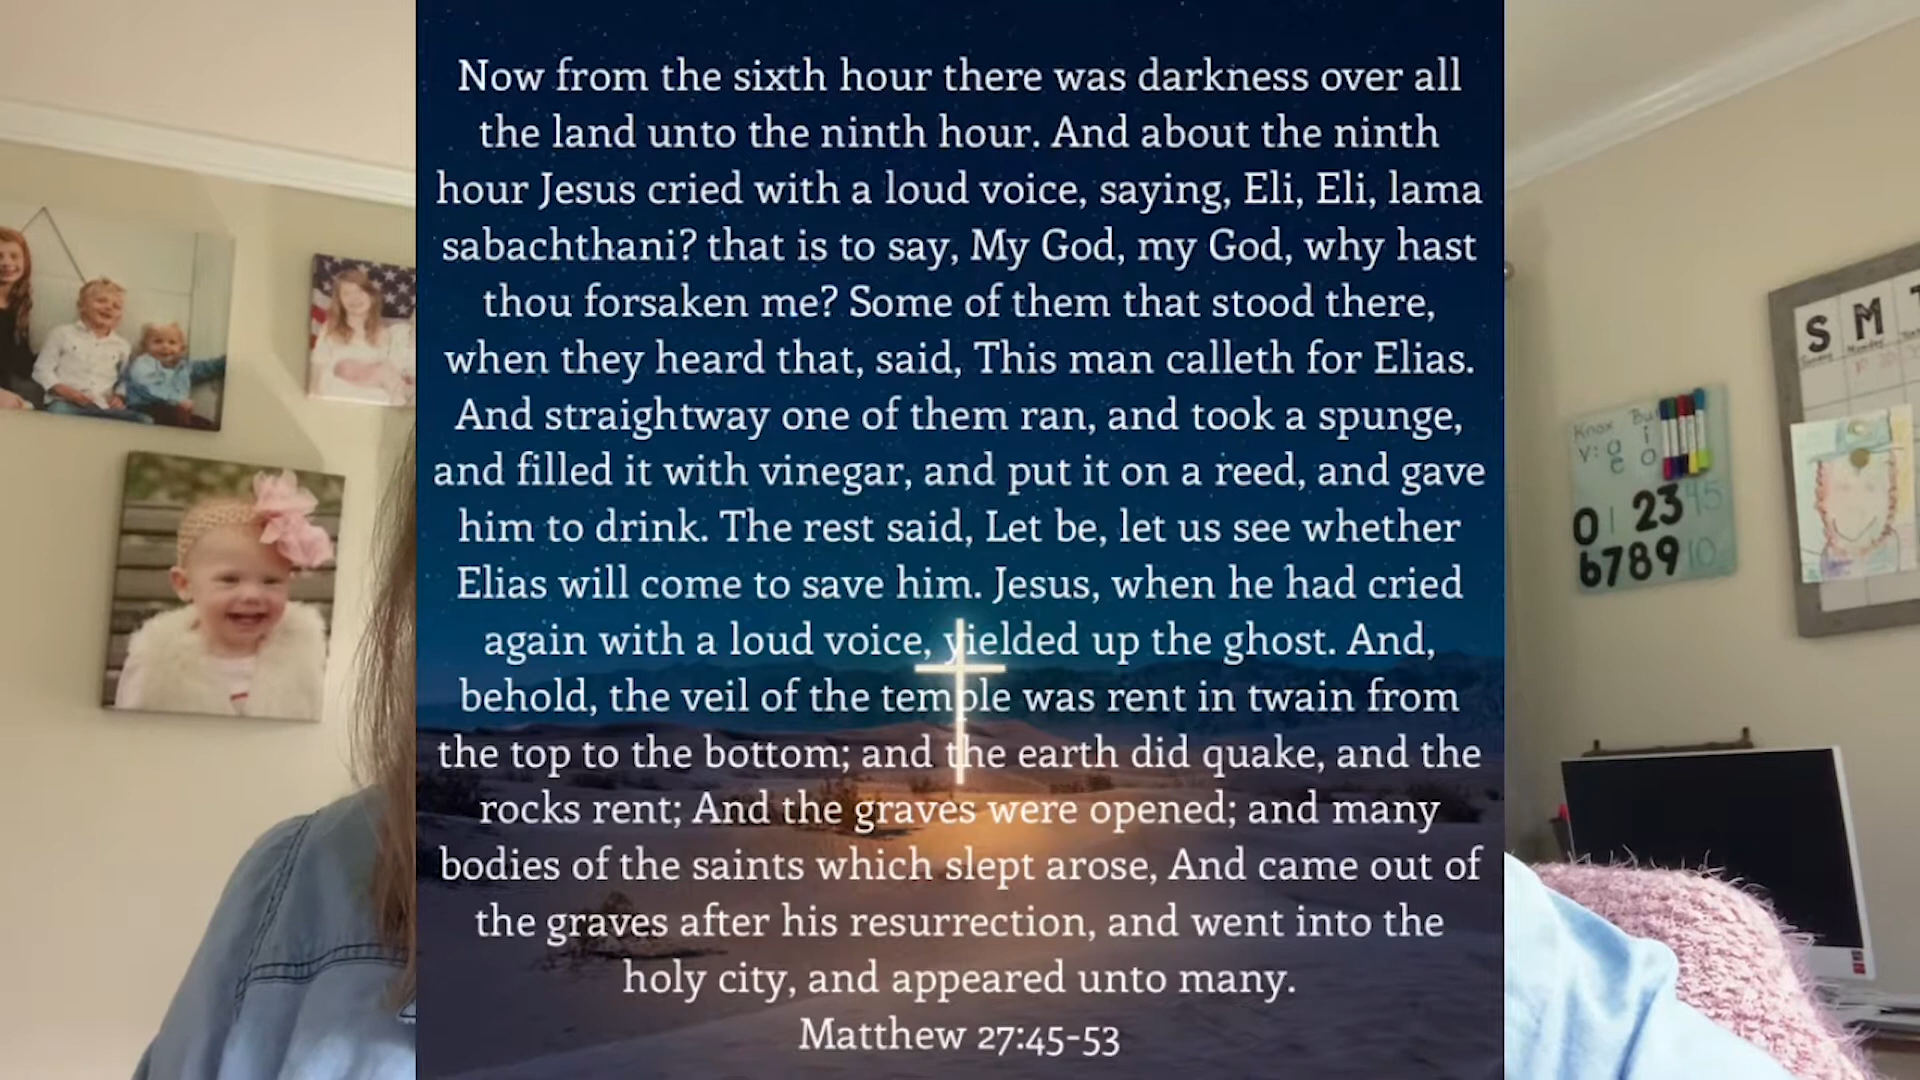 Now from the sixth hour there was darkness over all
the land unto the ninth hour. And about the ninth
hour Jesus cried with a loud voice, saying, Eli, Eli, lama
sabachthani? that is to say, My God, my God, why hast
thou forsaken me? Some of them that stood there,
when they heard that, said, This man calleth for Elias.
And straightway one of them ran, and took a spunge,
and filled it with vinegar, and put it on a reed, and gave
him to drink. The rest said, Let be, let us see whether
Elias will come to save him. Jesus, when he had cried
again with a loud voice, yielded up the ghost. And,
behold, the veil of the temple was rent in twain from
the top to the bottom; and the earth did quake, and the
rocks rent; And the graves were opened; and many
bodies of the saints which slept arose, And came out of
the graves after his resurrection, and went into the
holy city, and appeared unto many.
Matthew 27:45-53
Knox
V: a i
e o
0 1 2 3 4 5
6 7 8 9 10
S M T
Sunday Monday